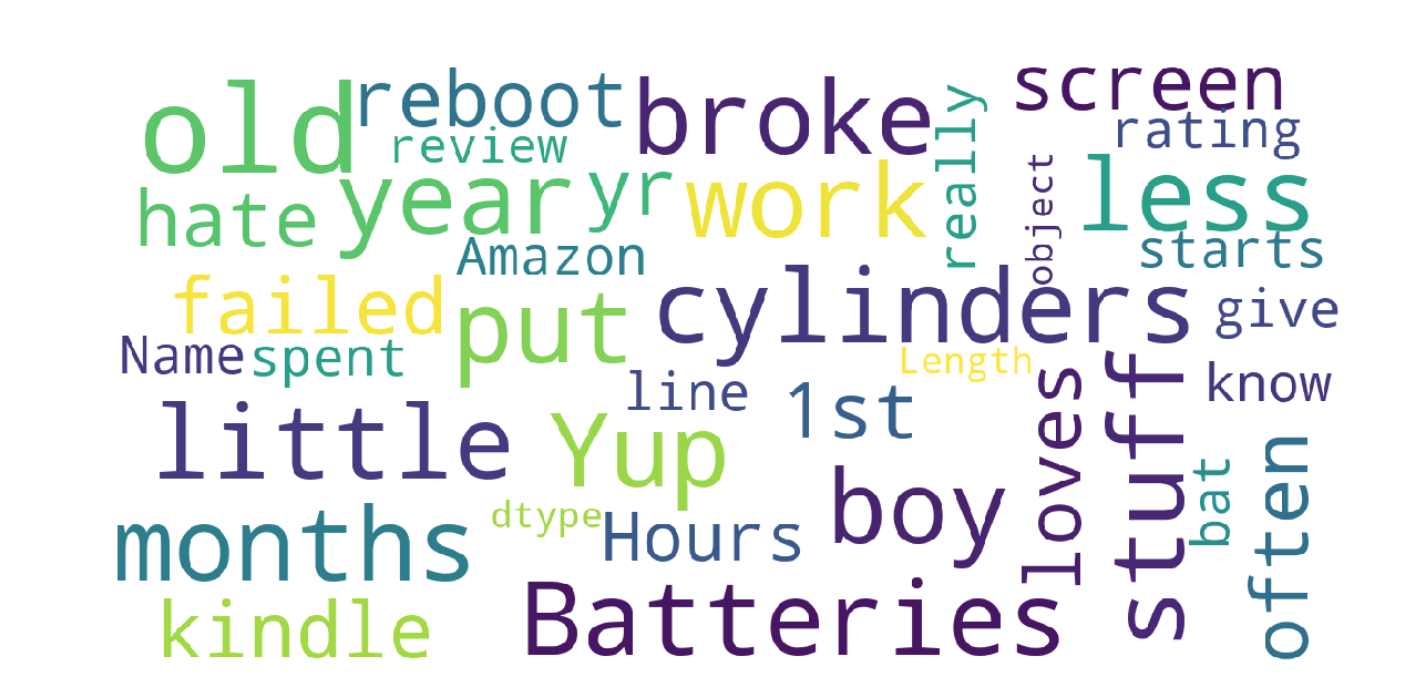 old
reboot
broke
screen
review
rating
hate
year
yr
work
really
object
less
Amazon
starts
failed
put
cylinders
give
Name
spent
line
Length
know
little
Yup
1st
loves
stuff
often
months
dtype
Hours
boy
bat
kindle
Batteries